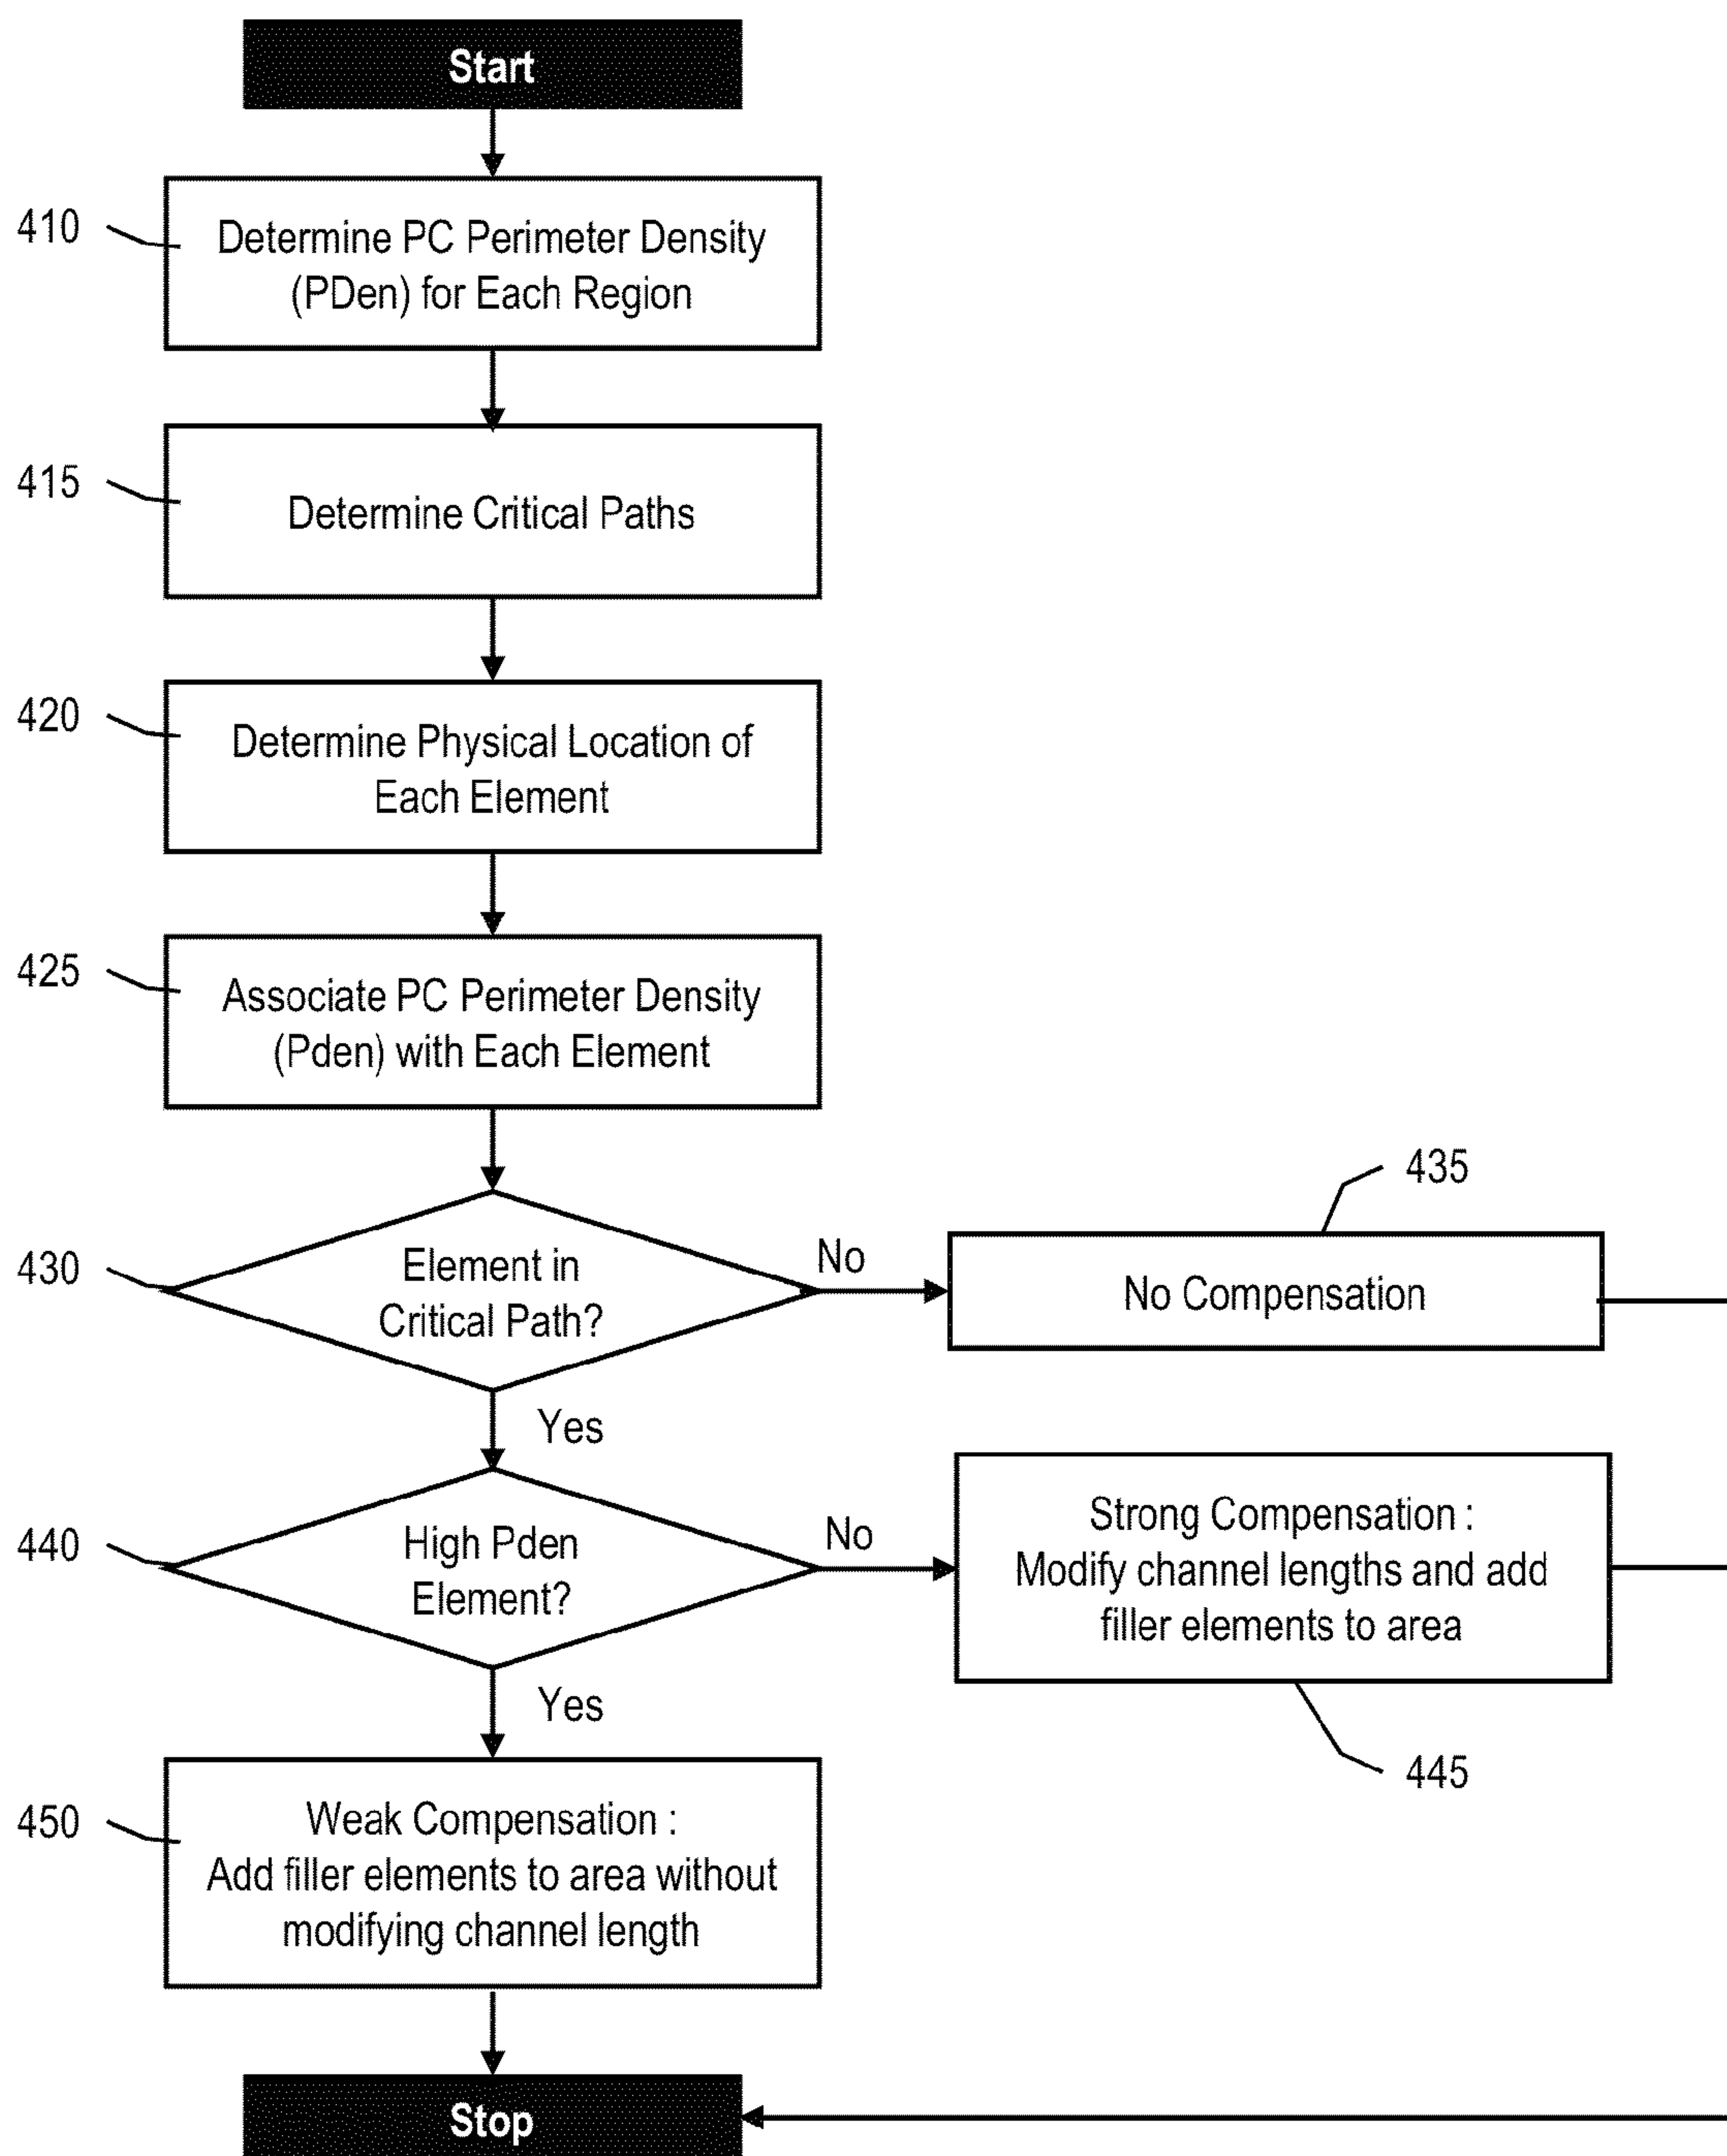 Start
410
Determine PC Perimeter Density
(PDen) for Each Region
415
Determine Critical Paths
420
Determine Physical Location of
Each Element
425
Associate PC Perimeter Density
(Pden) with Each Element
430
Element in
Critical Path?
No
435
No Compensation
Yes
440
High Pden
Element?
No
Strong Compensation :
Modify channel lengths and add
filler elements to area
445
Yes
450
Weak Compensation :
Add filler elements to area without
modifying channel length
Stop